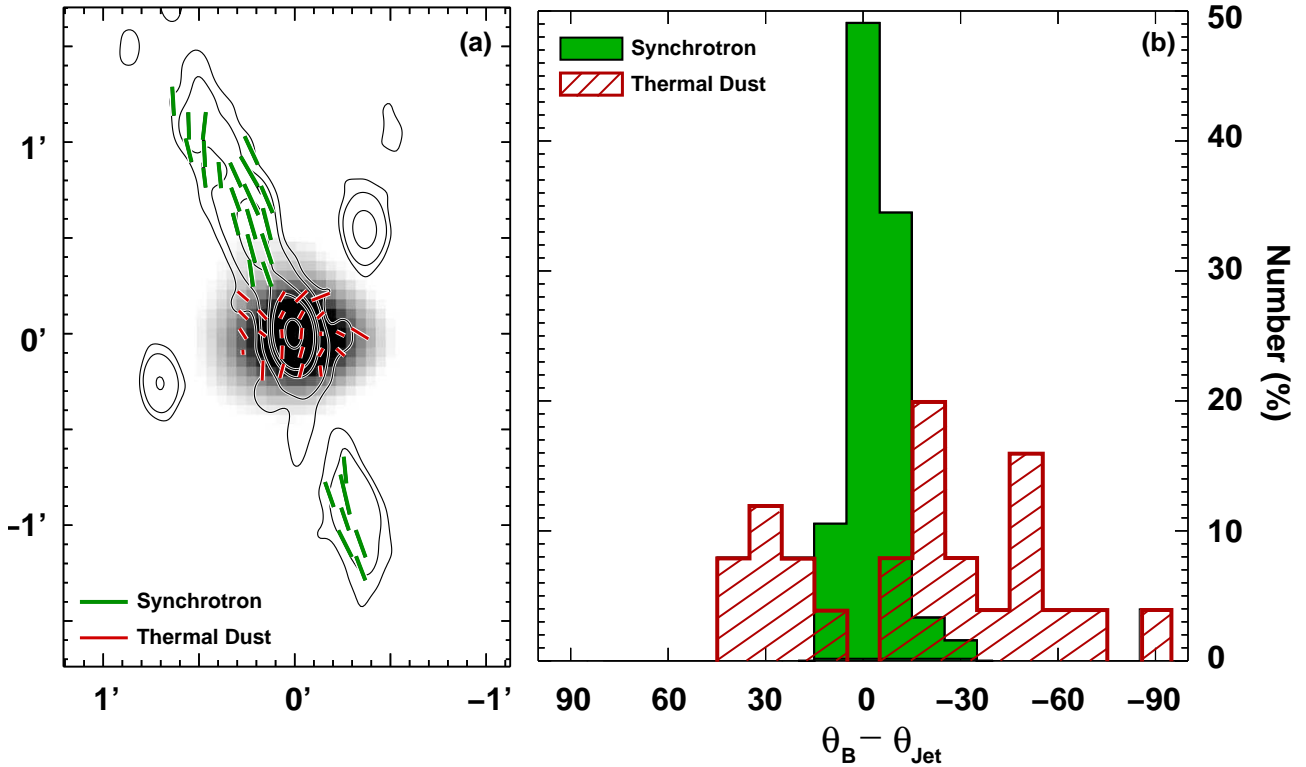 (a)
1’
0’
−1’
Synchrotron
Thermal Dust
1’ 0’ −1’
(b)
Synchrotron
Thermal Dust
50
40
30
20
10
0
Number (%)
90 60 30 0 −30 −60 −90
θB − θJet